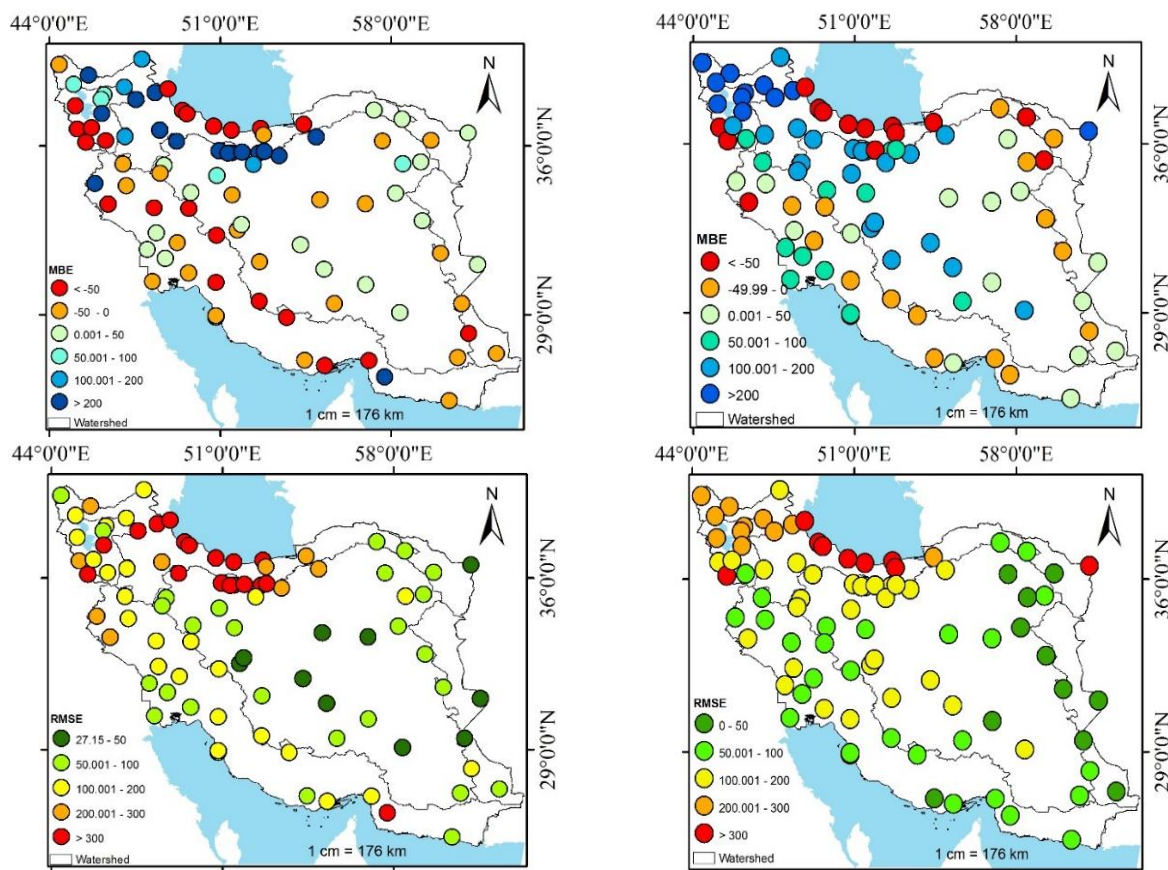 44°0'0"E 51°0'0"E 58°0'0"E
N
36°0'0"N
29°0'0"N
MBE
< -50
-50 - 0
0.001 - 50
50.001 - 100
100.001 - 200
> 200
Watershed
1 cm = 176 km
44°0'0"E 51°0'0"E 58°0'0"E
N
36°0'0"N
29°0'0"N
MBE
< -50
-49.99 - 0
0.001 - 50
50.001 - 100
100.001 - 200
>200
Watershed
1 cm = 176 km
44°0'0"E 51°0'0"E 58°0'0"E
N
36°0'0"N
29°0'0"N
RMSE
27.15 - 50
50.001 - 100
100.001 - 200
200.001 - 300
> 300
Watershed
1 cm = 176 km
44°0'0"E 51°0'0"E 58°0'0"E
N
36°0'0"N
29°0'0"N
RMSE
0 - 50
50.001 - 100
100.001 - 200
200.001 - 300
> 300
Watershed
1 cm = 176 km